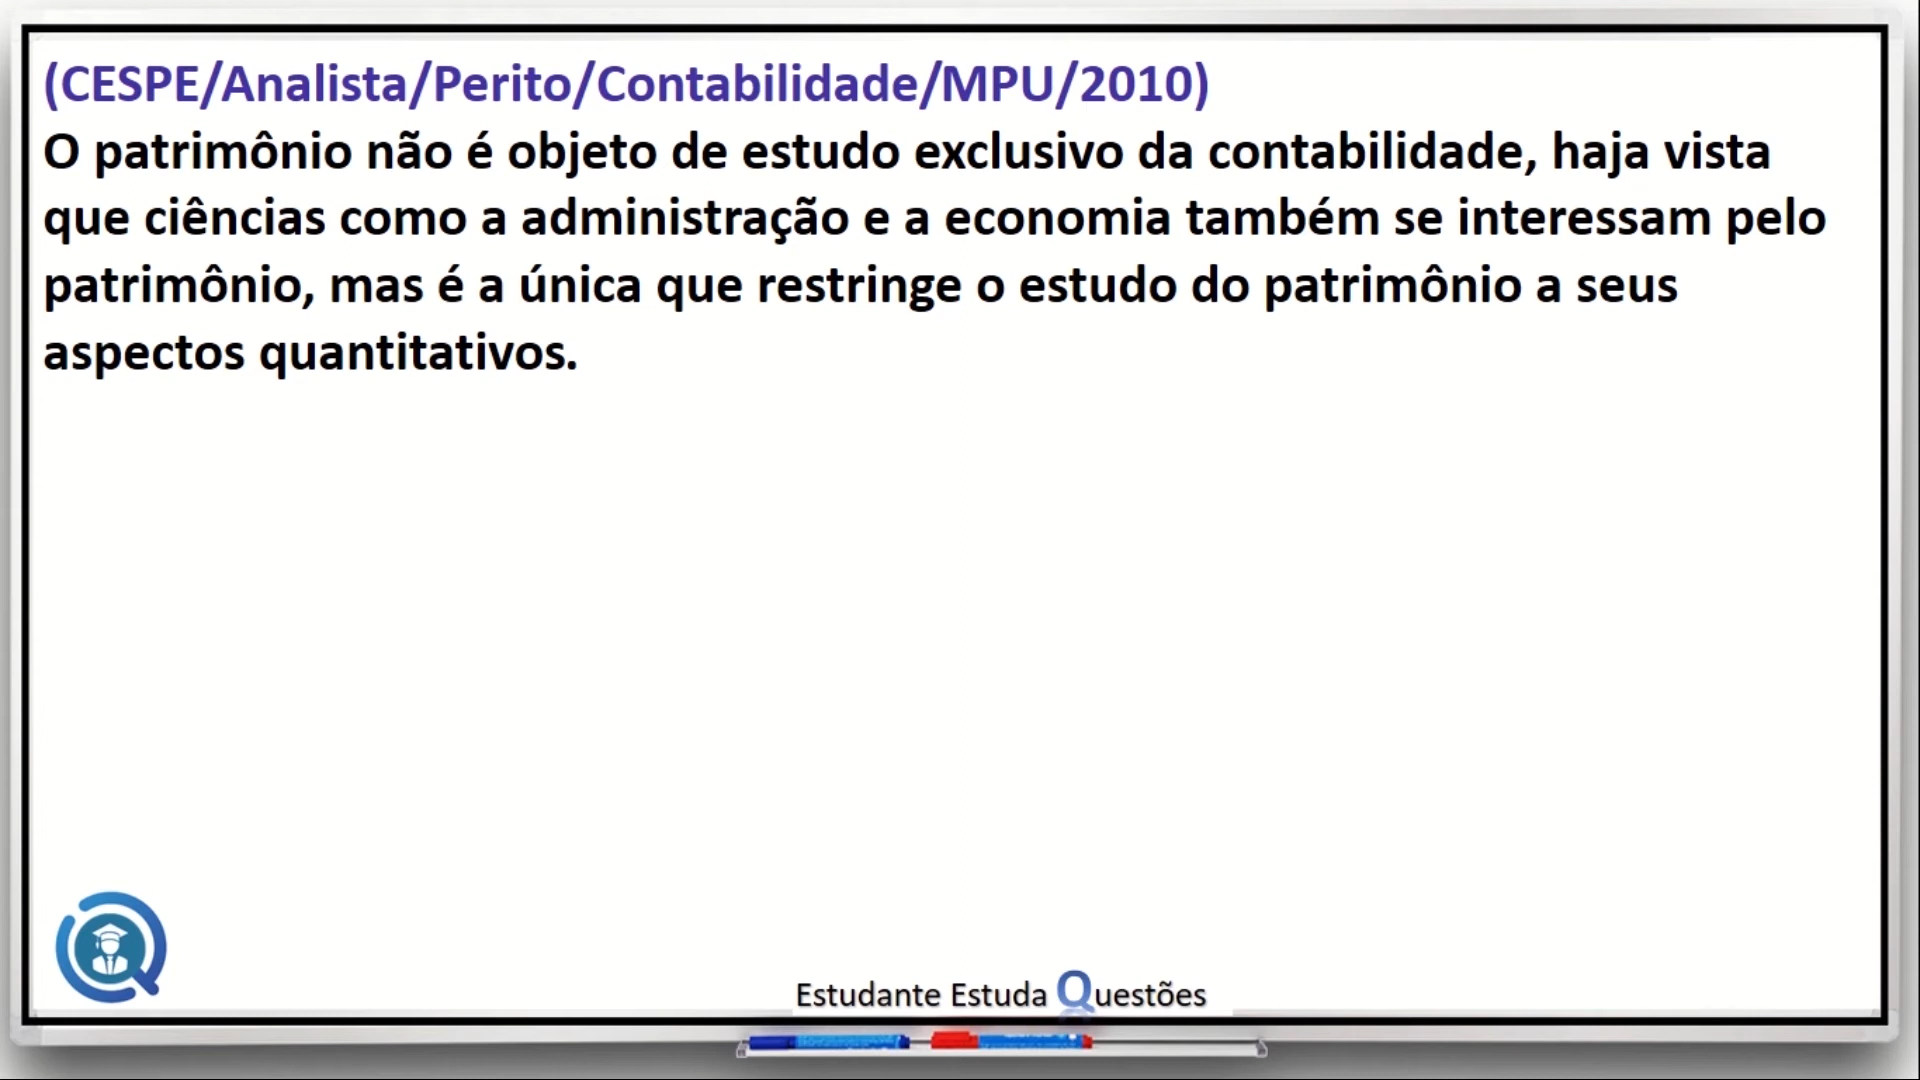 (CESPE/Analista/Perito/Contabilidade/MPU/2010)
O patrimônio não é objeto de estudo exclusivo da contabilidade, haja vista
que ciências como a administração e a economia também se interessam pelo
patrimônio, mas é a única que restringe o estudo do patrimônio a seus
aspectos quantitativos.
Estudante Estuda Questões